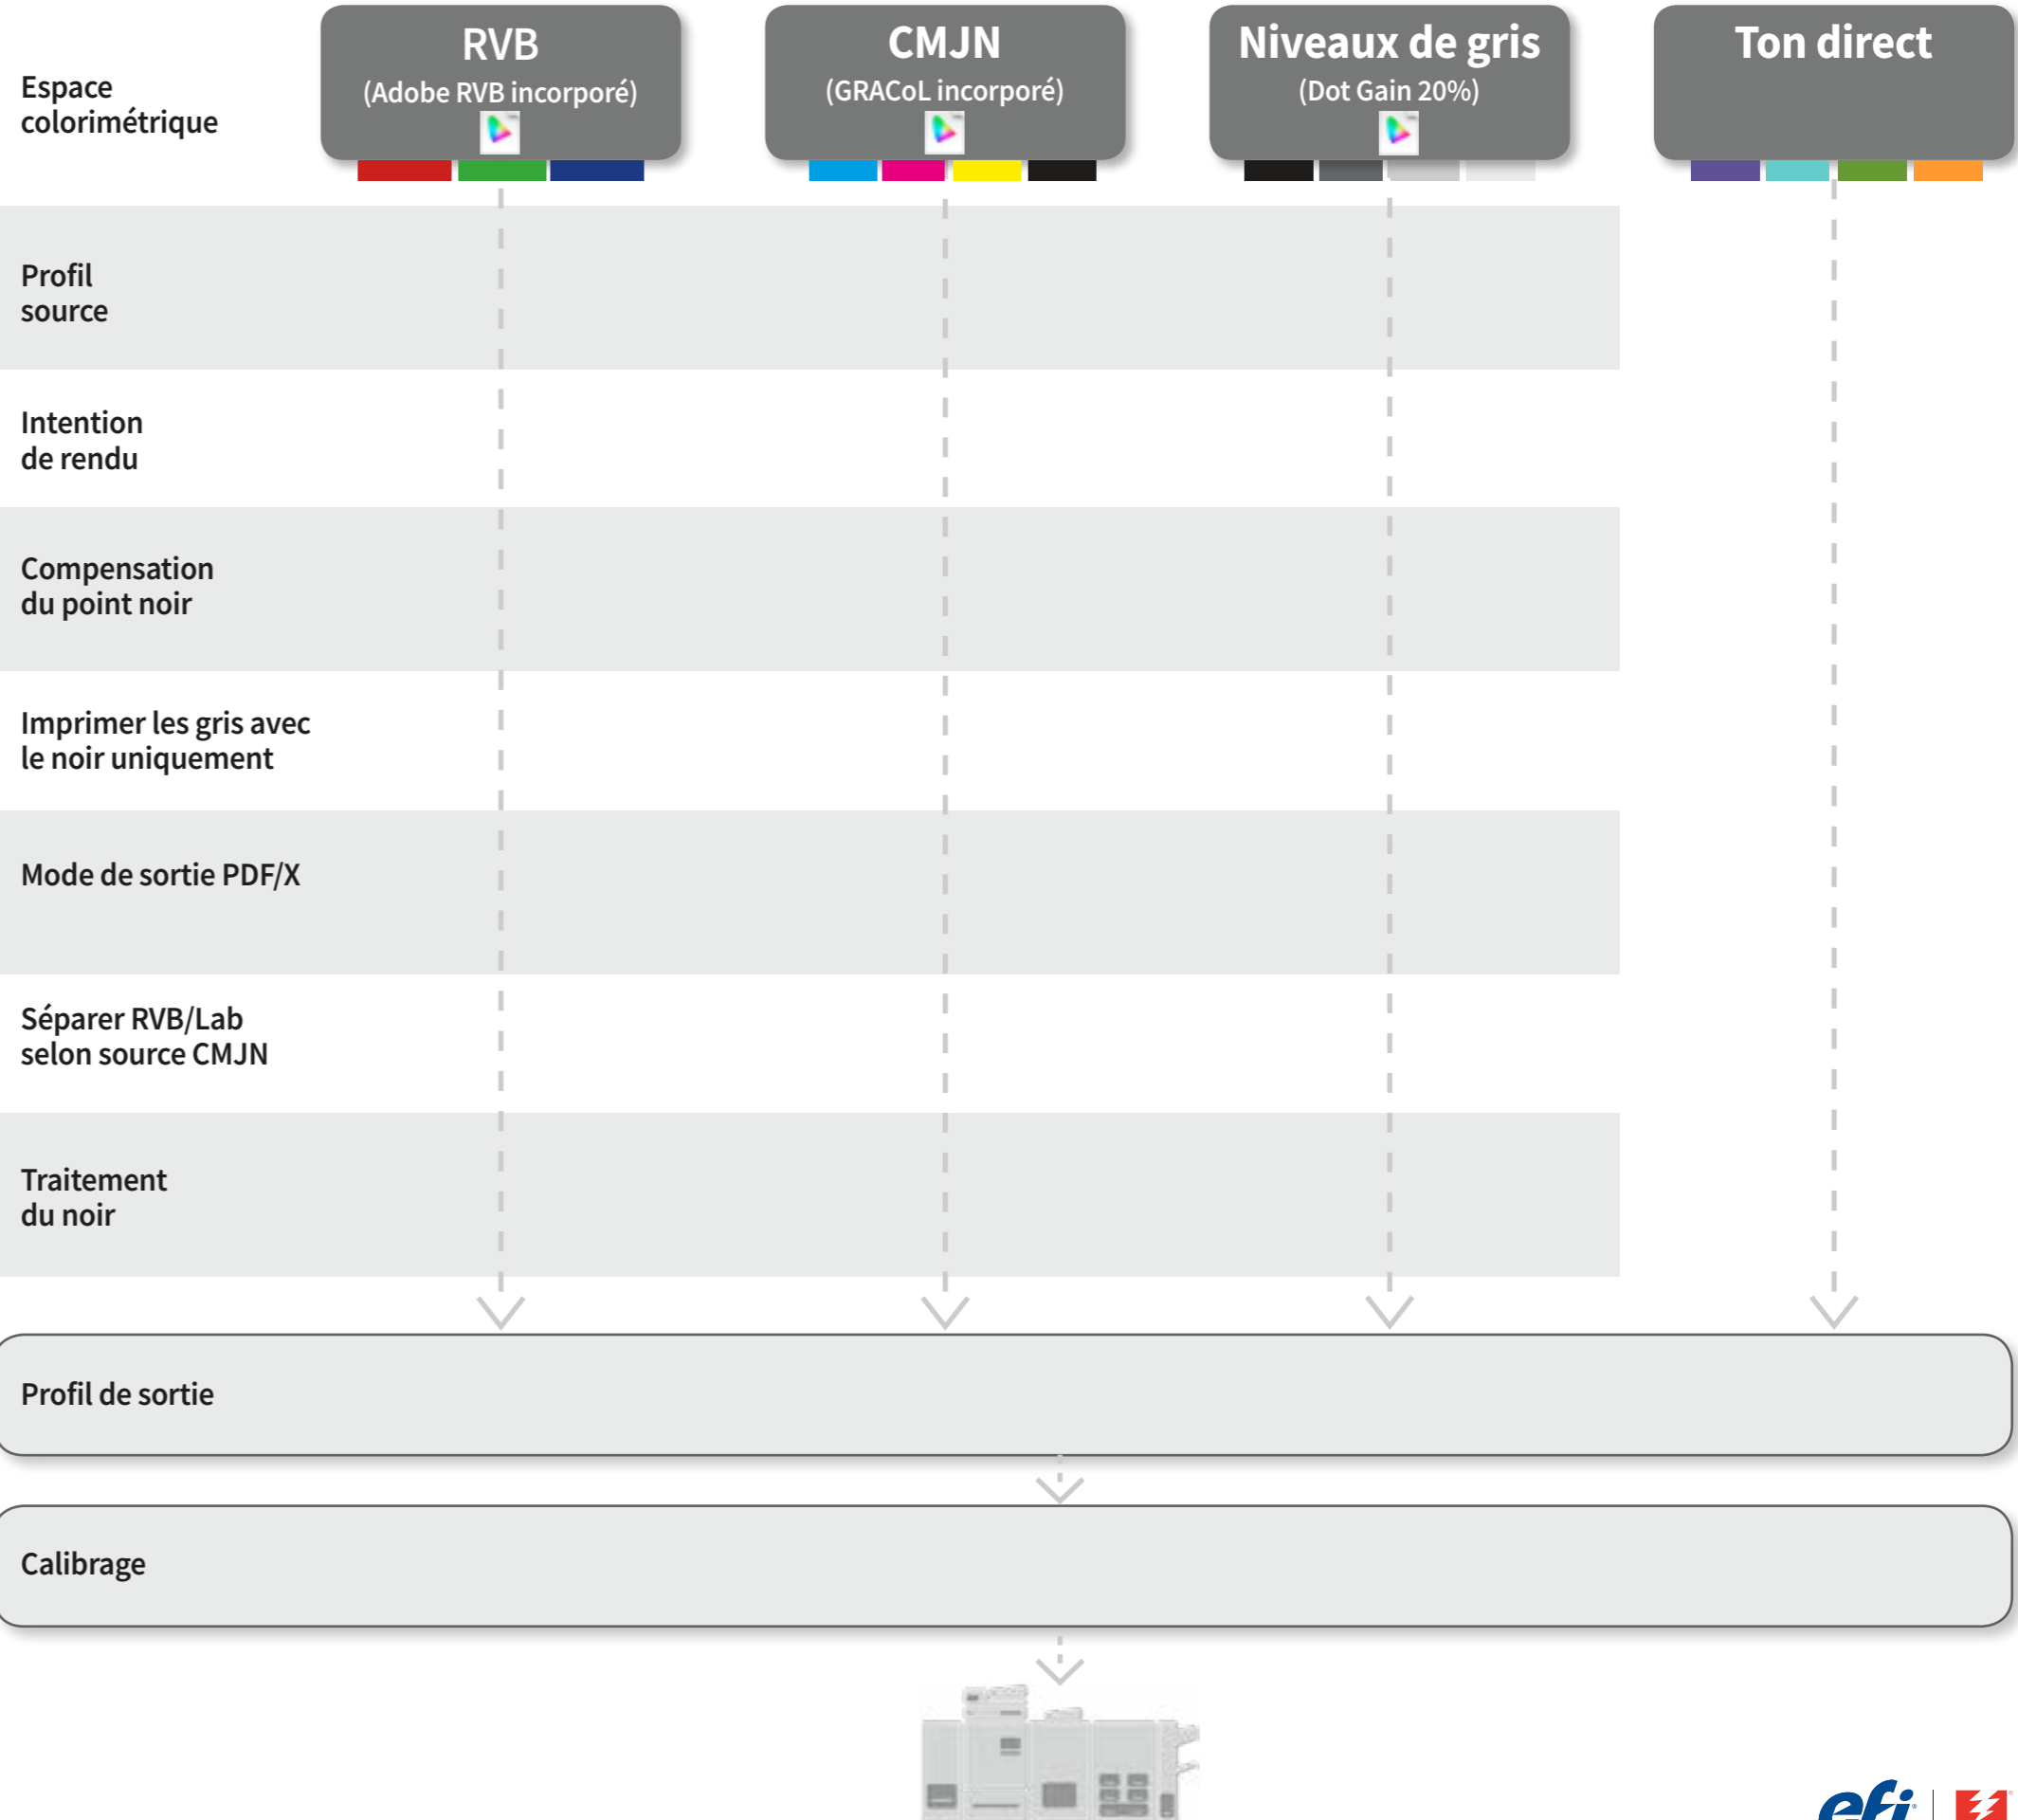 RVB
(Adobe RVB incorporé)
CMJN
(GRACoL incorporé)
Niveaux de gris
(Dot Gain 20%)
Ton direct
Espace
colorimétrique
Profil
source
Intention
de rendu
Compensation
du point noir
Imprimer les gris avec
le noir uniquement
Mode de sortie PDF/X
Séparer RVB/Lab
selon source CMJN
Traitement
du noir
Profil de sortie
Calibrage
efi